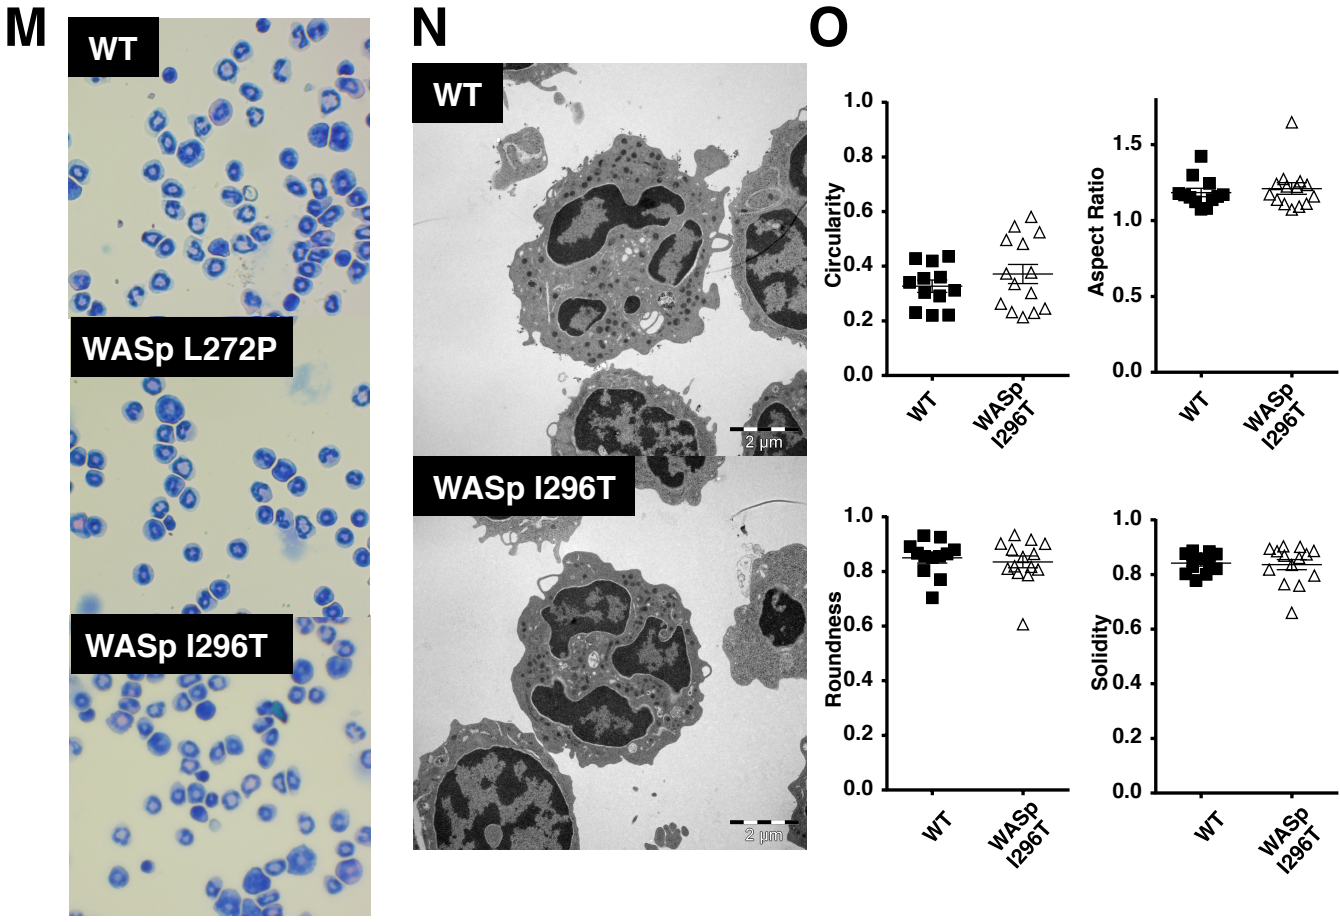 M
WT
WASp L272P
WASp I296T
N
WT
2 µm
WASp I296T
2 µm
O
Circularity
1.0
0.8
0.6
0.4
0.2
0.0
WT
WASp
I296T
Aspect Ratio
1.5
1.0
0.5
0.0
WT
WASp
I296T
Roundness
1.0
0.8
0.6
0.4
0.2
0.0
WT
WASp
I296T
Solidity
1.0
0.8
0.6
0.4
0.2
0.0
WT
WASp
I296T